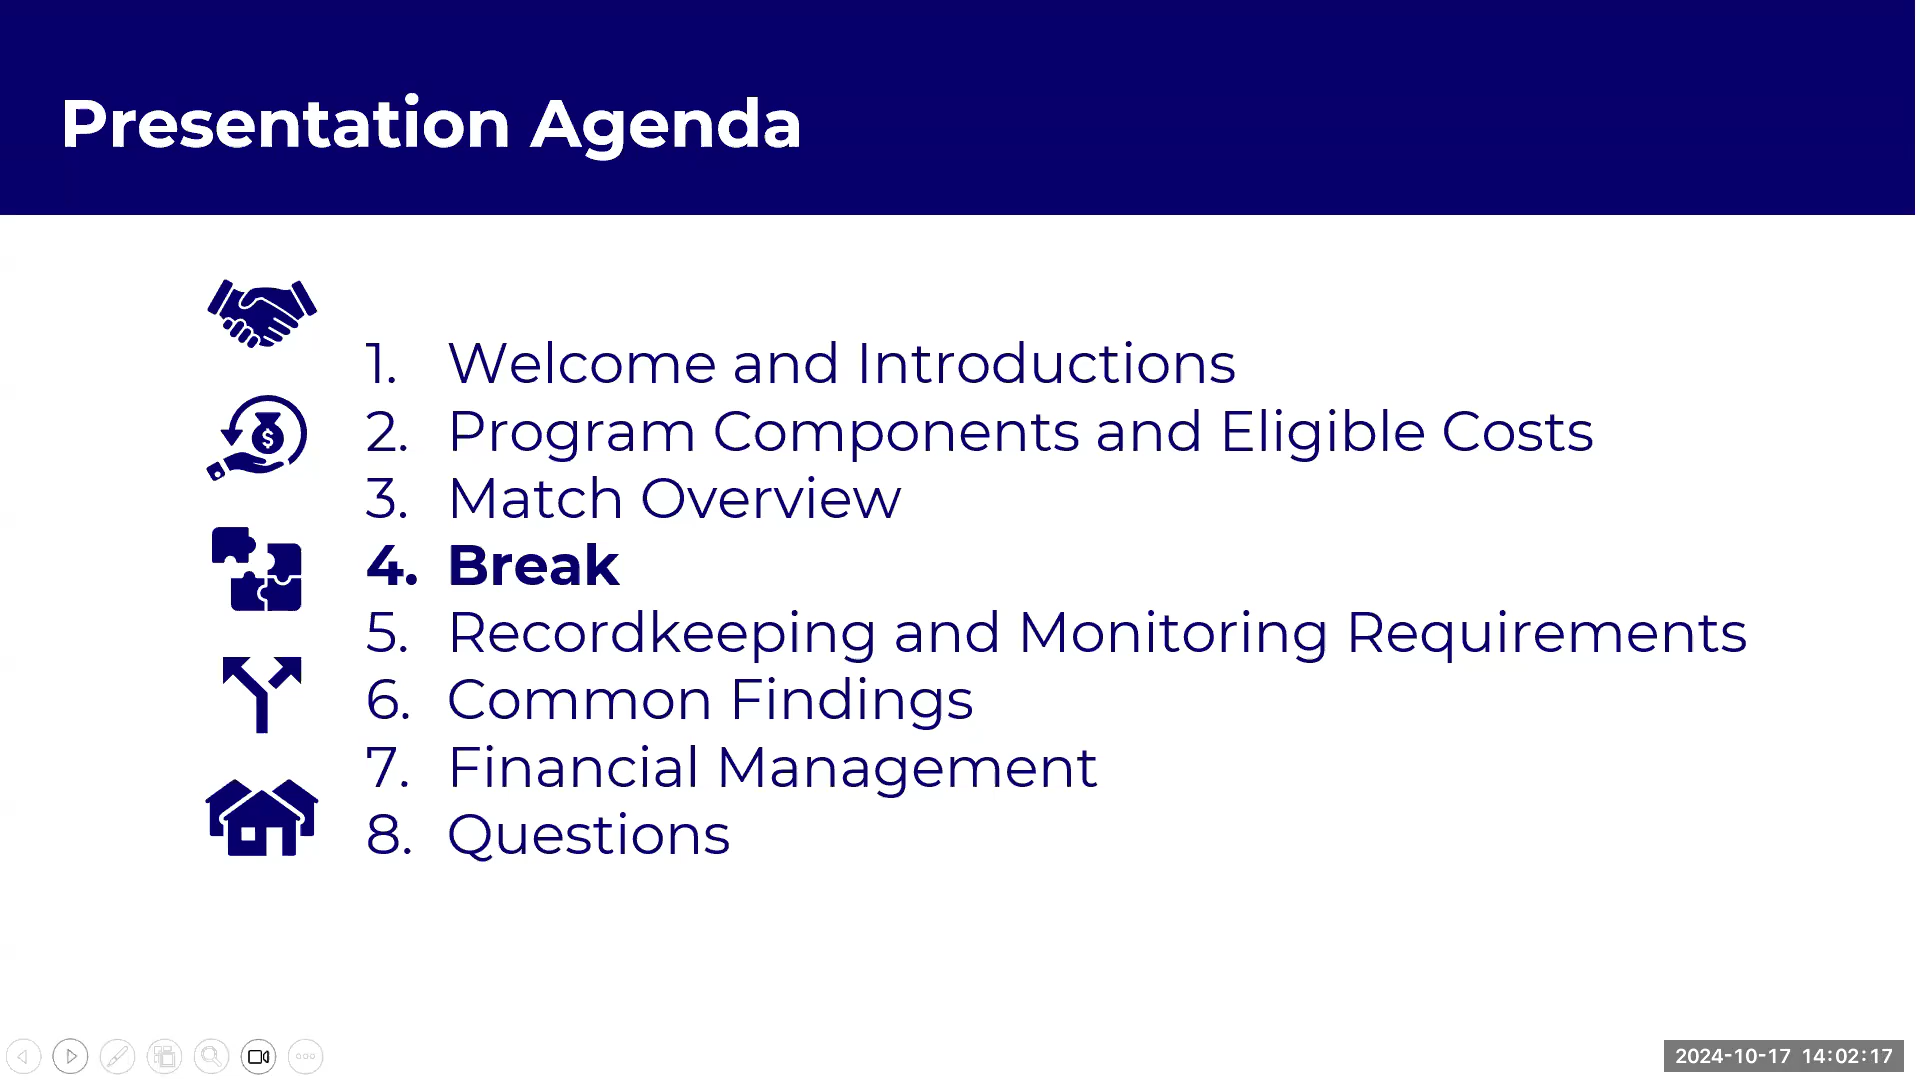 Presentation Agenda
1. Welcome and Introductions
2. Program Components and Eligible Costs
3. Match Overview
4. Break
5. Recordkeeping and Monitoring Requirements
6. Common Findings
7. Financial Management
8. Questions
2024-10-17 14:02:17